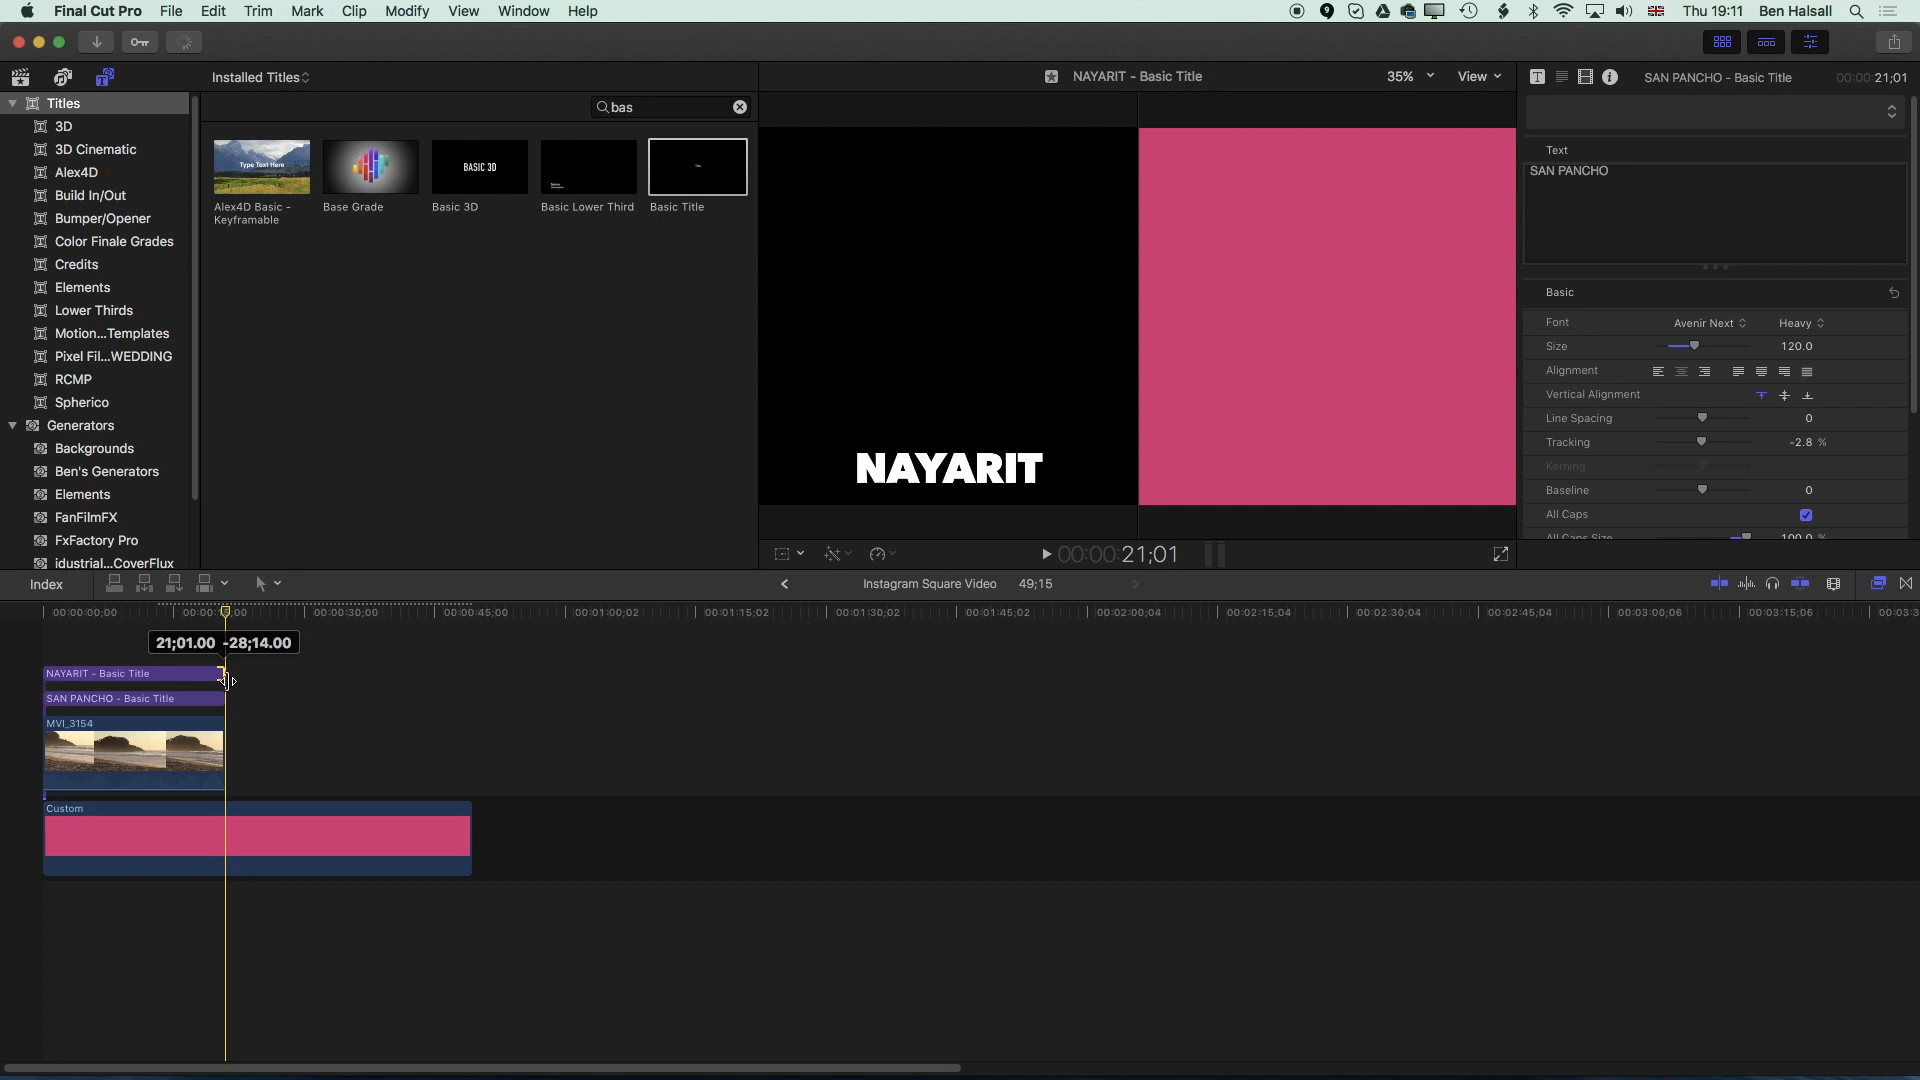 Final Cut Pro File Edit Trim Mark Clip Modify View Window Help
Thu 19:11 Ben Halsall
Installed Titles
NAYARIT - Basic Title
35% View
SAN PANCHO - Basic Title
00:00:21;01
bas
Titles
3D
3D Cinematic
Alex4D
Build In/Out
Bumper/Opener
Color Finale Grades
Credits
Elements
Lower Thirds
Motion...Templates
Pixel Fil...WEDDING
RCMP
Spherico
Generators
Backgrounds
Ben's Generators
Elements
FanFilmFX
FxFactory Pro
idustrial...CoverFlux
Type Text Here
BASIC 3D
Alex4D Basic -
Keyframable
Base Grade
Basic 3D
Basic Lower Third
Basic Title
NAYARIT
Text
SAN PANCHO
Basic
Font Avenir Next Heavy
Size 120.0
Alignment
Vertical Alignment
Line Spacing 0
Tracking -2.8 %
Kerning
Baseline 0
All Caps
All Caps Size 100.0 %
00:00:21;01
Index
Instagram Square Video 49;15
00:00:00;00
00:00:30;00
00:00:45;00
00:01:00;02
00:01:15;02
00:01:30;02
00:01:45;02
00:02:00;04
00:02:15;04
00:02:30;04
00:02:45;04
00:03:00;06
00:03:15;06
21;01.00 -28;14.00
NAYARIT - Basic Title
SAN PANCHO - Basic Title
MVI_3154
Custom